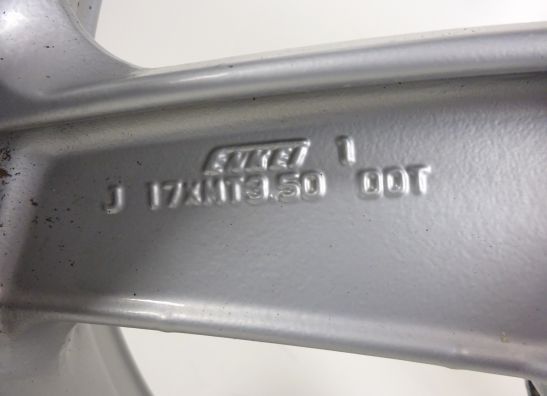 ENKEI 1
J 17XMT3.50 DOT